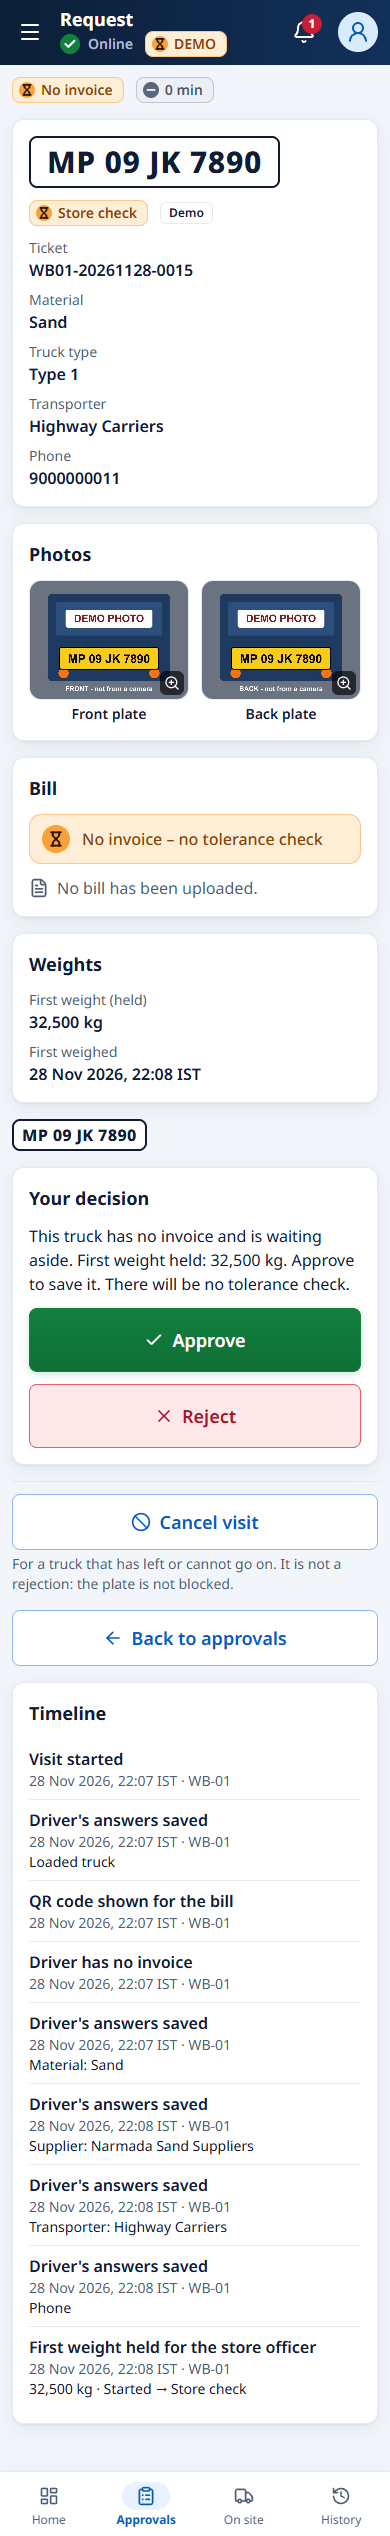 Request
Online
DEMO
1
No invoice
0 min
MP 09 JK 7890
Store check
Demo
Ticket
WB01-20261128-0015
Material
Sand
Truck type
Type 1
Transporter
Highway Carriers
Phone
9000000011
Photos
DEMO PHOTO
MP 09 JK 7890
FRONT - not from a camera
DEMO PHOTO
MP 09 JK 7890
BACK - not from a camera
Front plate
Back plate
Bill
No invoice – no tolerance check
No bill has been uploaded.
Weights
First weight (held)
32,500 kg
First weighed
28 Nov 2026, 22:08 IST
MP 09 JK 7890
Your decision
This truck has no invoice and is waiting
aside. First weight held: 32,500 kg. Approve
to save it. There will be no tolerance check.
Approve
Reject
Cancel visit
For a truck that has left or cannot go on. It is not a
rejection: the plate is not blocked.
Back to approvals
Timeline
Visit started
28 Nov 2026, 22:07 IST · WB-01
Driver's answers saved
28 Nov 2026, 22:07 IST · WB-01
Loaded truck
QR code shown for the bill
28 Nov 2026, 22:07 IST · WB-01
Driver has no invoice
28 Nov 2026, 22:07 IST · WB-01
Driver's answers saved
28 Nov 2026, 22:07 IST · WB-01
Material: Sand
Driver's answers saved
28 Nov 2026, 22:08 IST · WB-01
Supplier: Narmada Sand Suppliers
Driver's answers saved
28 Nov 2026, 22:08 IST · WB-01
Transporter: Highway Carriers
Driver's answers saved
28 Nov 2026, 22:08 IST · WB-01
Phone
First weight held for the store officer
28 Nov 2026, 22:08 IST · WB-01
32,500 kg · Started → Store check
Home
Approvals
On site
History